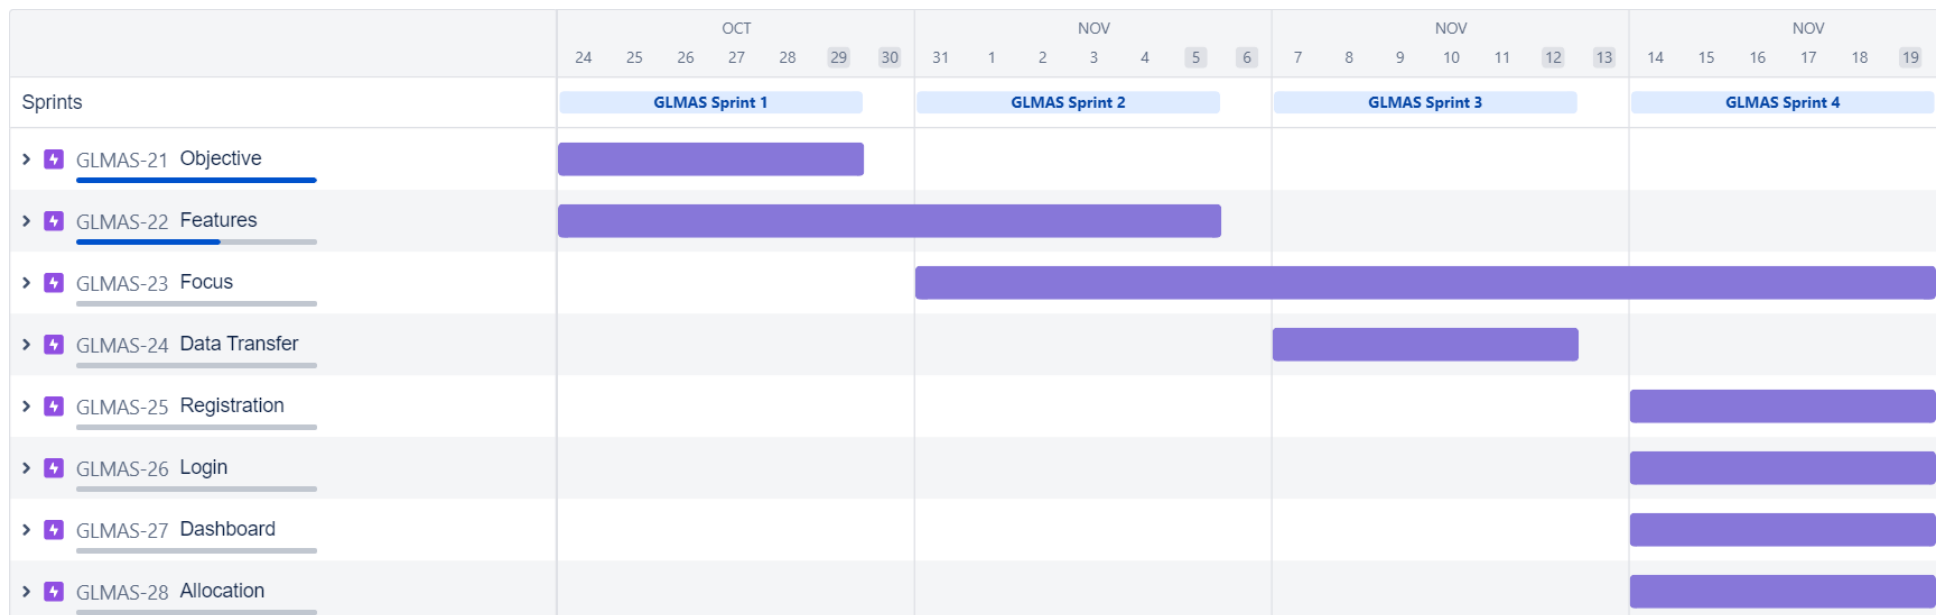 OCT NOV NOV NOV
24 25 26 27 28 29 30 31 1 2 3 4 5 6 7 8 9 10 11 12 13 14 15 16 17 18 19
Sprints GLMAS Sprint 1 GLMAS Sprint 2 GLMAS Sprint 3 GLMAS Sprint 4
GLMAS-21 Objective
GLMAS-22 Features
GLMAS-23 Focus
GLMAS-24 Data Transfer
GLMAS-25 Registration
GLMAS-26 Login
GLMAS-27 Dashboard
GLMAS-28 Allocation